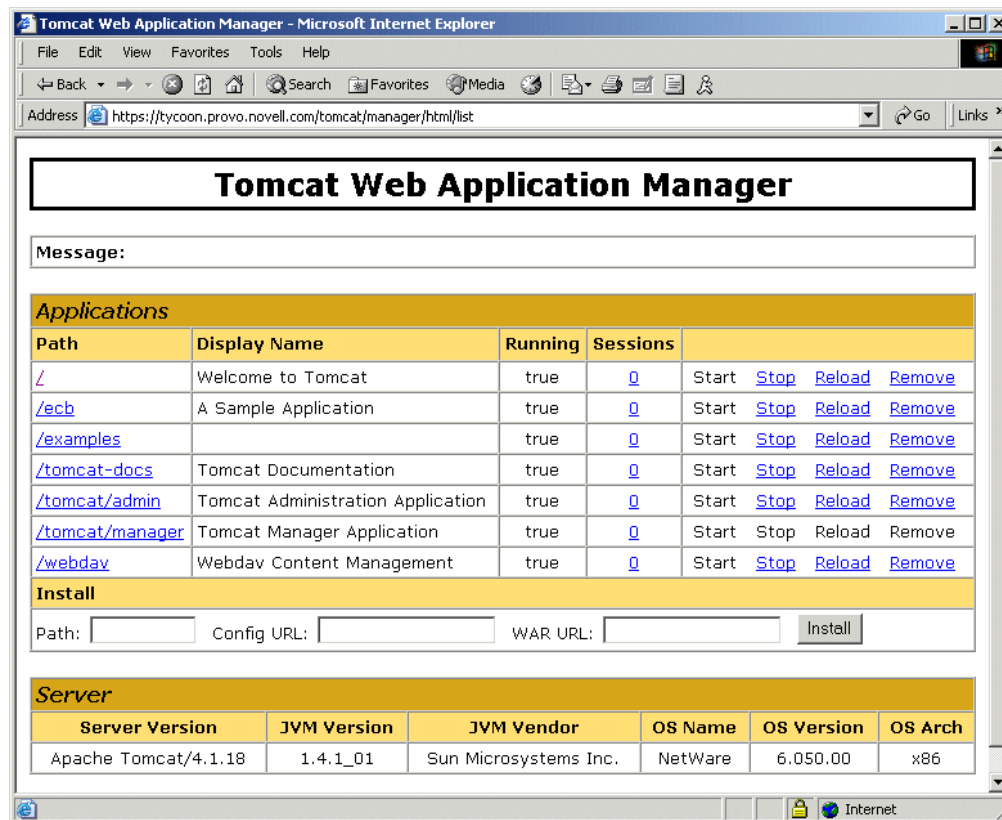 Tomcat Web Application Manager - Microsoft Internet Explorer
File Edit View Favorites Tools Help
Back Search Favorites Media
Address https://tycoon.provo.novell.com/tomcat/manager/html/list Go Links »
Tomcat Web Application Manager
Message:
Applications
Path Display Name Running Sessions
/ Welcome to Tomcat true 0 Start Stop Reload Remove
/ecb A Sample Application true 0 Start Stop Reload Remove
/examples true 0 Start Stop Reload Remove
/tomcat-docs Tomcat Documentation true 0 Start Stop Reload Remove
/tomcat/admin Tomcat Administration Application true 0 Start Stop Reload Remove
/tomcat/manager Tomcat Manager Application true 0 Start Stop Reload Remove
/webdav Webdav Content Management true 0 Start Stop Reload Remove
Install
Path: Config URL: WAR URL: Install
Server
Server Version JVM Version JVM Vendor OS Name OS Version OS Arch
Apache Tomcat/4.1.18 1.4.1_01 Sun Microsystems Inc. NetWare 6.050.00 x86
Internet